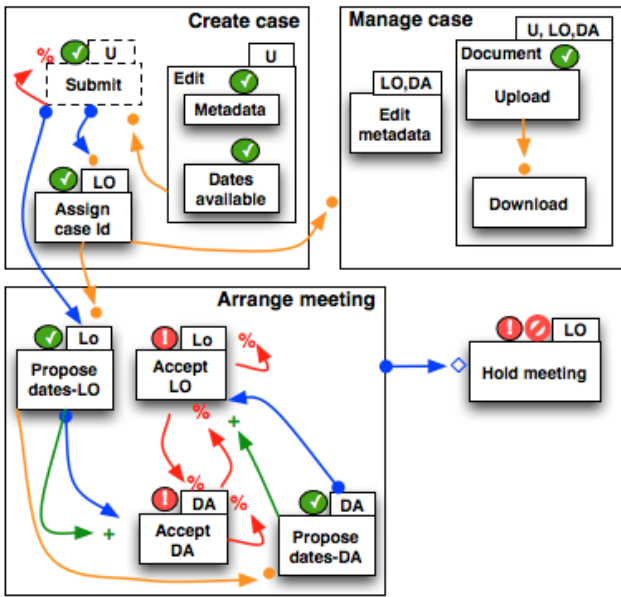 Create case
%
U
Submit
U
Edit
Metadata
Dates
available
LO
Assign
case Id
Manage case
U, LO,DA
Document
LO,DA
Edit
metadata
Upload
Download
Arrange meeting
Lo
Propose
dates-LO
!
Lo
Accept
LO
%
%
+
%
!
DA
%
Accept
DA
+
DA
Propose
dates-DA
!
LO
Hold meeting